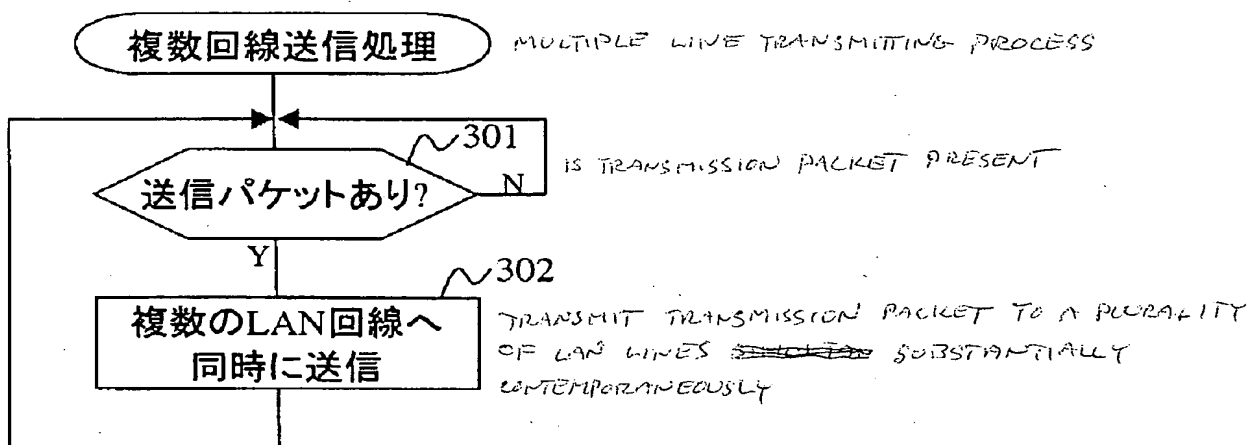 複数回線送信処理
MULTIPLE LINE TRANSMITTING PROCESS
301
送信パケットあり?
N
IS TRANSMISSION PACKET PRESENT
Y
302
複数のLAN回線へ
同時に送信
TRANSMIT TRANSMISSION PACKET TO A PLURALITY
OF LAN LINES SUBSTANTIALLY
CONTEMPORANEOUSLY